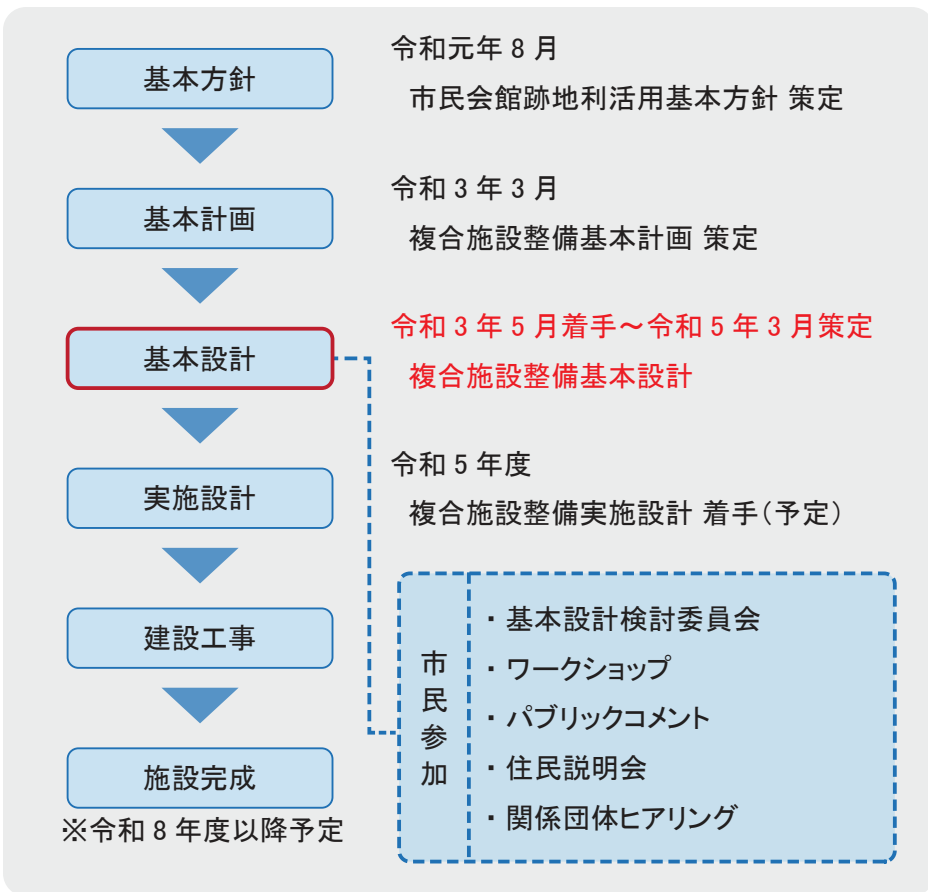 基本方針
令和元年 8 月
市民会館跡地利活用基本方針 策定
基本計画
令和 3 年 3 月
複合施設整備基本計画 策定
基本設計
令和 3 年 5 月着手～令和 5 年 3 月策定
複合施設整備基本設計
実施設計
令和 5 年度
複合施設整備実施設計 着手（予定）
建設工事
施設完成
※令和 8 年度以降予定
市民参加
・基本設計検討委員会
・ワークショップ
・パブリックコメント
・住民説明会
・関係団体ヒアリング